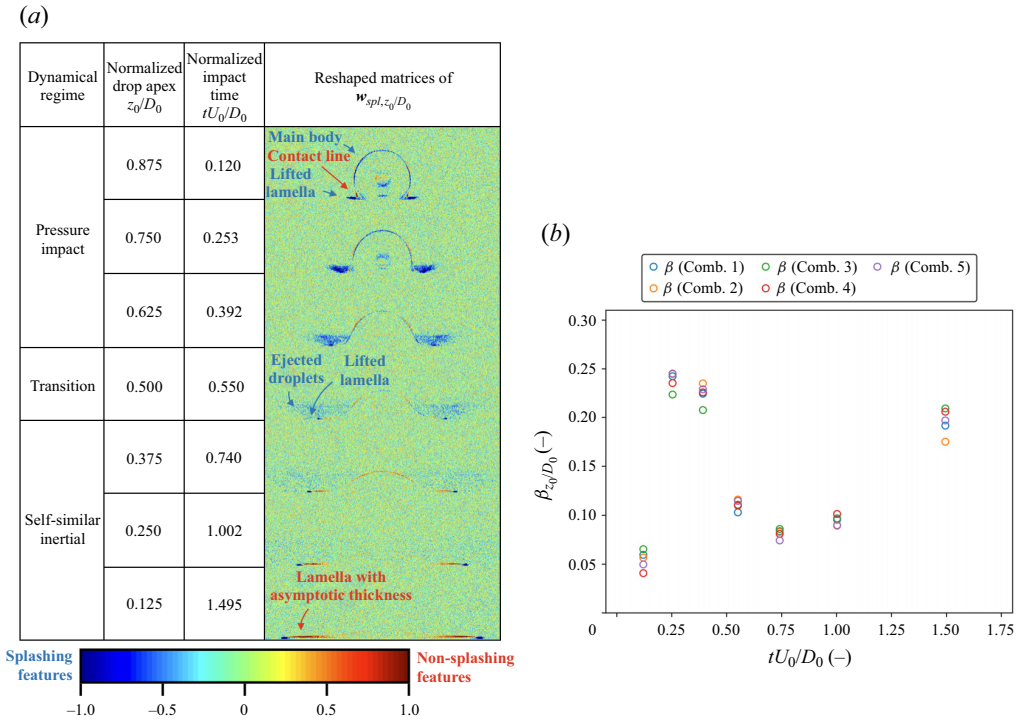 (a)
Dynamical regime
Normalized drop apex z0/D0
Normalized impact time tU0/D0
Reshaped matrices of w_spl,z0/D0
Pressure impact
0.875
0.120
0.750
0.253
0.625
0.392
Transition
0.500
0.550
Self-similar inertial
0.375
0.740
0.250
1.002
0.125
1.495
Main body
Contact line
Lifted lamella
Ejected droplets
Lifted lamella
Lamella with asymptotic thickness
Splashing features
Non-splashing features
−1.0
−0.5
0
0.5
1.0
(b)
β (Comb. 1)
β (Comb. 3)
β (Comb. 5)
β (Comb. 2)
β (Comb. 4)
0.30
0.25
0.20
0.15
0.10
0.05
0
0.25
0.50
0.75
1.00
1.25
1.50
1.75
β_z0/D0 (–)
tU0/D0 (–)